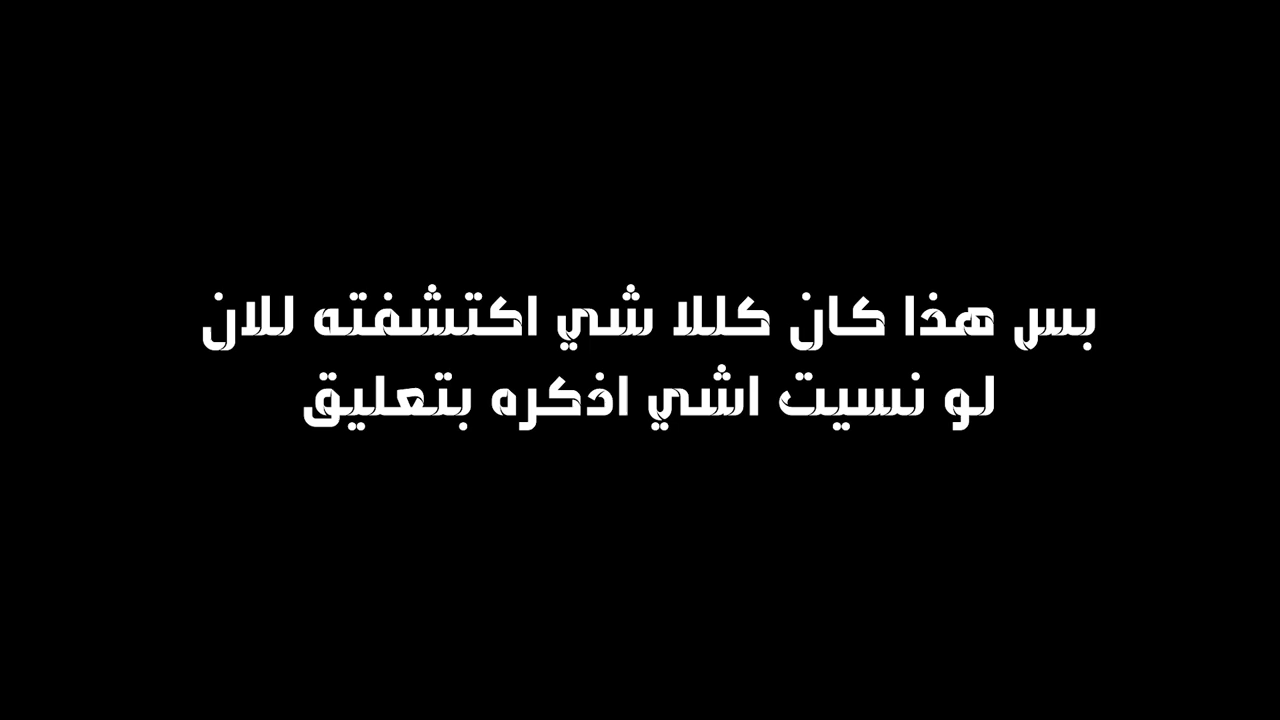 بس هذا كان كللا شي اكتشفته للان
لو نسيت اشي اذكره بتعليق